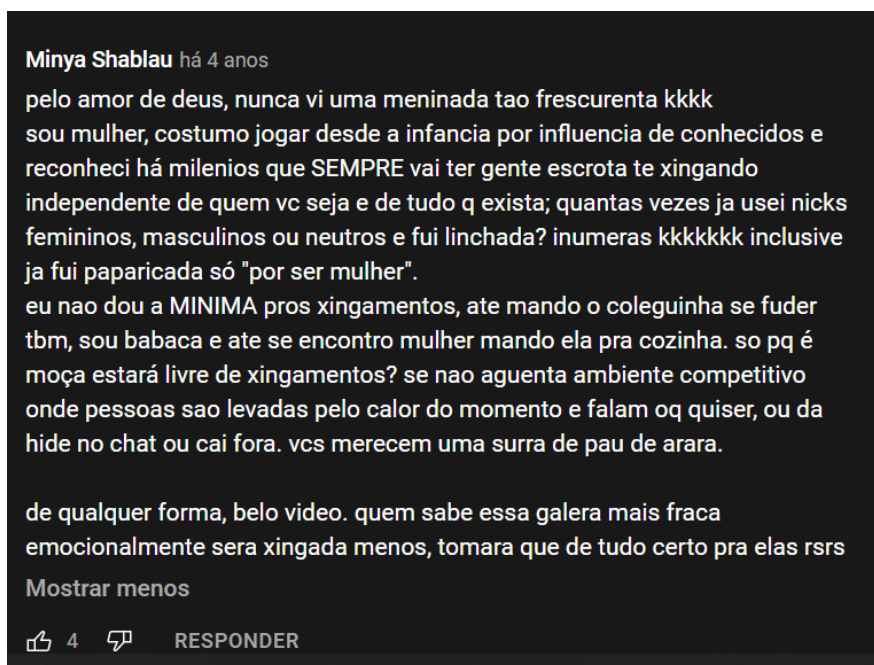 Minya Shablau há 4 anos
pelo amor de deus, nunca vi uma meninada tao frescurenta kkkk
sou mulher, costumo jogar desde a infancia por influencia de conhecidos e
reconheci há milenios que SEMPRE vai ter gente escrota te xingando
independente de quem vc seja e de tudo q exista; quantas vezes ja usei nicks
femininos, masculinos ou neutros e fui linchada? inumeras kkkkkkk inclusive
ja fui paparicada só "por ser mulher".
eu nao dou a MINIMA pros xingamentos, ate mando o coleguinha se fuder
tbm, sou babaca e ate se encontro mulher mando ela pra cozinha. so pq é
moça estará livre de xingamentos? se nao aguenta ambiente competitivo
onde pessoas sao levadas pelo calor do momento e falam oq quiser, ou da
hide no chat ou cai fora. vcs merecem uma surra de pau de arara.
de qualquer forma, belo video. quem sabe essa galera mais fraca
emocionalmente sera xingada menos, tomara que de tudo certo pra elas rsrs
Mostrar menos
4 RESPONDER